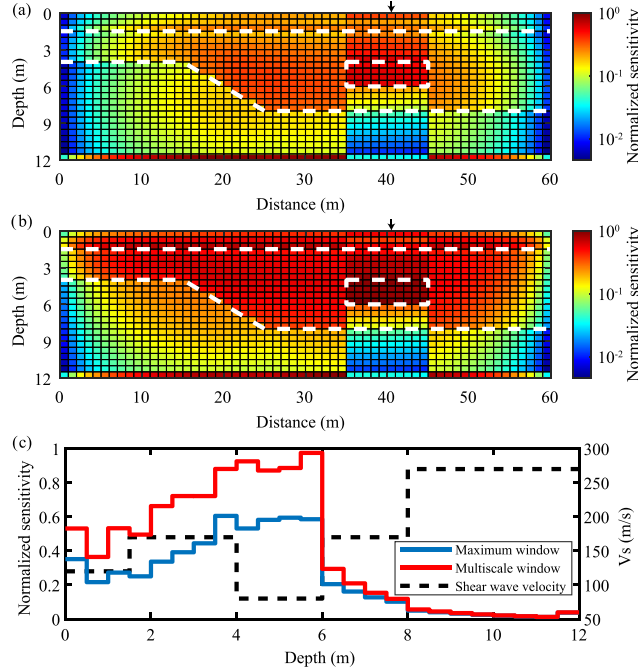 (a)
0
3
6
9
12
Depth (m)
0 10 20 30 40 50 60
Distance (m)
10^0
10^-1
10^-2
Normalized sensitivity
(b)
0
3
6
9
12
Depth (m)
0 10 20 30 40 50 60
Distance (m)
10^0
10^-1
10^-2
Normalized sensitivity
(c)
1
0.8
0.6
0.4
0.2
0
Normalized sensitivity
300
250
200
150
100
50
Vs (m/s)
Maximum window
Multiscale window
Shear wave velocity
0 2 4 6 8 10 12
Depth (m)